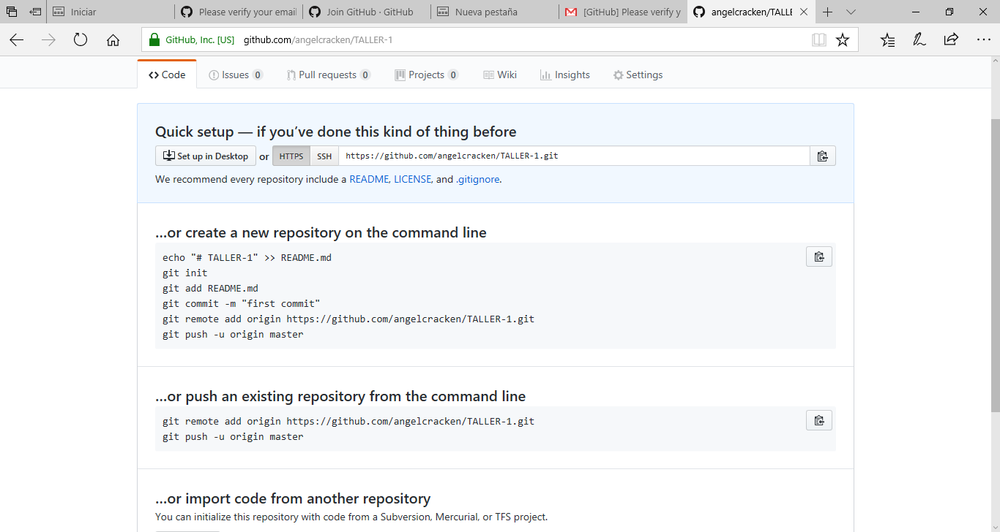 Iniciar
Please verify your email
Join GitHub · GitHub
Nueva pestaña
[GitHub] Please verify y
angelcracken/TALLE
GitHub, Inc. [US] github.com/angelcracken/TALLER-1
Code
Issues 0
Pull requests 0
Projects 0
Wiki
Insights
Settings
Quick setup — if you've done this kind of thing before
Set up in Desktop or HTTPS SSH https://github.com/angelcracken/TALLER-1.git
We recommend every repository include a README, LICENSE, and .gitignore.
…or create a new repository on the command line
echo "# TALLER-1" >> README.md
git init
git add README.md
git commit -m "first commit"
git remote add origin https://github.com/angelcracken/TALLER-1.git
git push -u origin master
…or push an existing repository from the command line
git remote add origin https://github.com/angelcracken/TALLER-1.git
git push -u origin master
…or import code from another repository
You can initialize this repository with code from a Subversion, Mercurial, or TFS project.